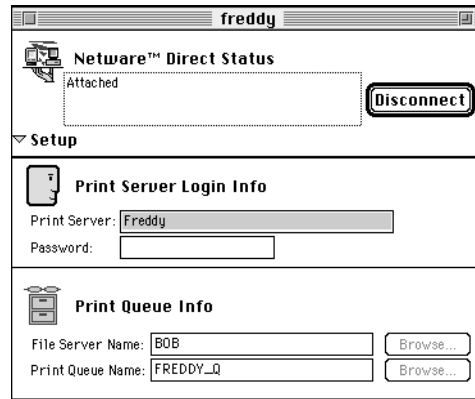 freddy
Netware™ Direct Status
Attached
Disconnect
Setup
Print Server Login Info
Print Server: Freddy
Password:
Print Queue Info
File Server Name: BOB Browse...
Print Queue Name: FREDDY_Q Browse...